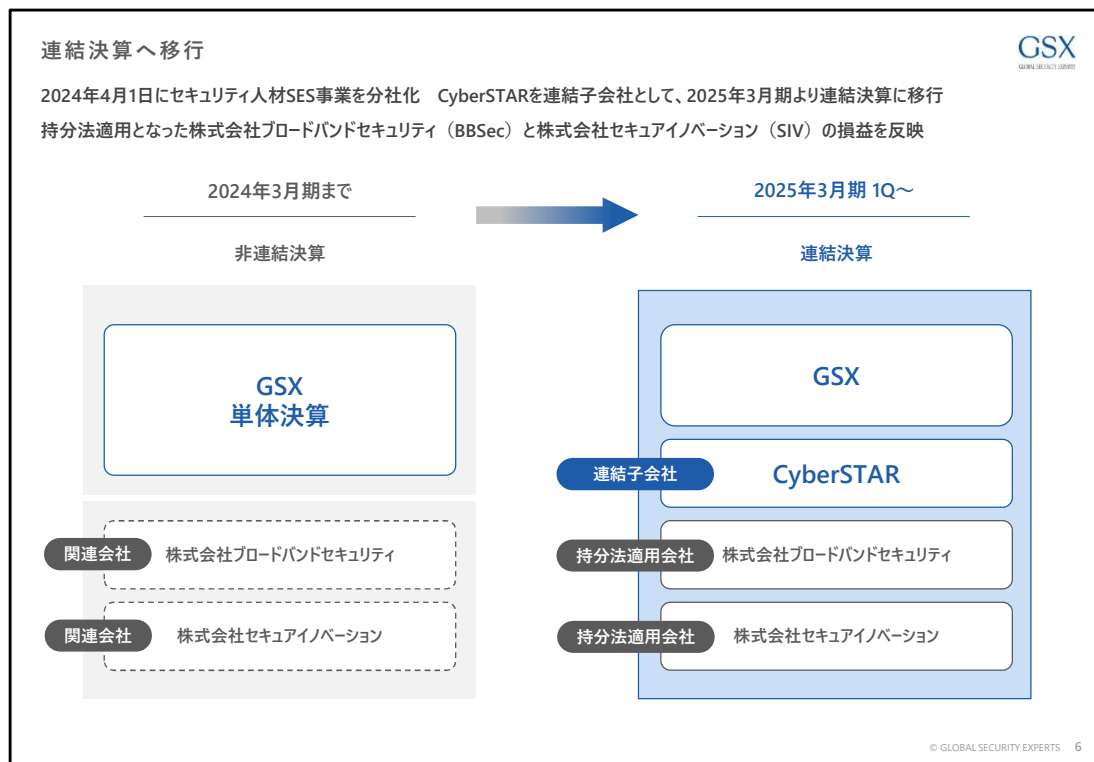 連結決算へ移行
GSX
GLOBAL SECURITY EXPERTS
2024年4月1日にセキュリティ人材SES事業を分社化　CyberSTARを連結子会社として、2025年3月期より連結決算に移行
持分法適用となった株式会社ブロードバンドセキュリティ（BBSec）と株式会社セキュアイノベーション（SIV）の損益を反映
2024年3月期まで
非連結決算
GSX
単体決算
関連会社
株式会社ブロードバンドセキュリティ
関連会社
株式会社セキュアイノベーション
2025年3月期 1Q～
連結決算
GSX
連結子会社
CyberSTAR
持分法適用会社
株式会社ブロードバンドセキュリティ
持分法適用会社
株式会社セキュアイノベーション
© GLOBAL SECURITY EXPERTS 6